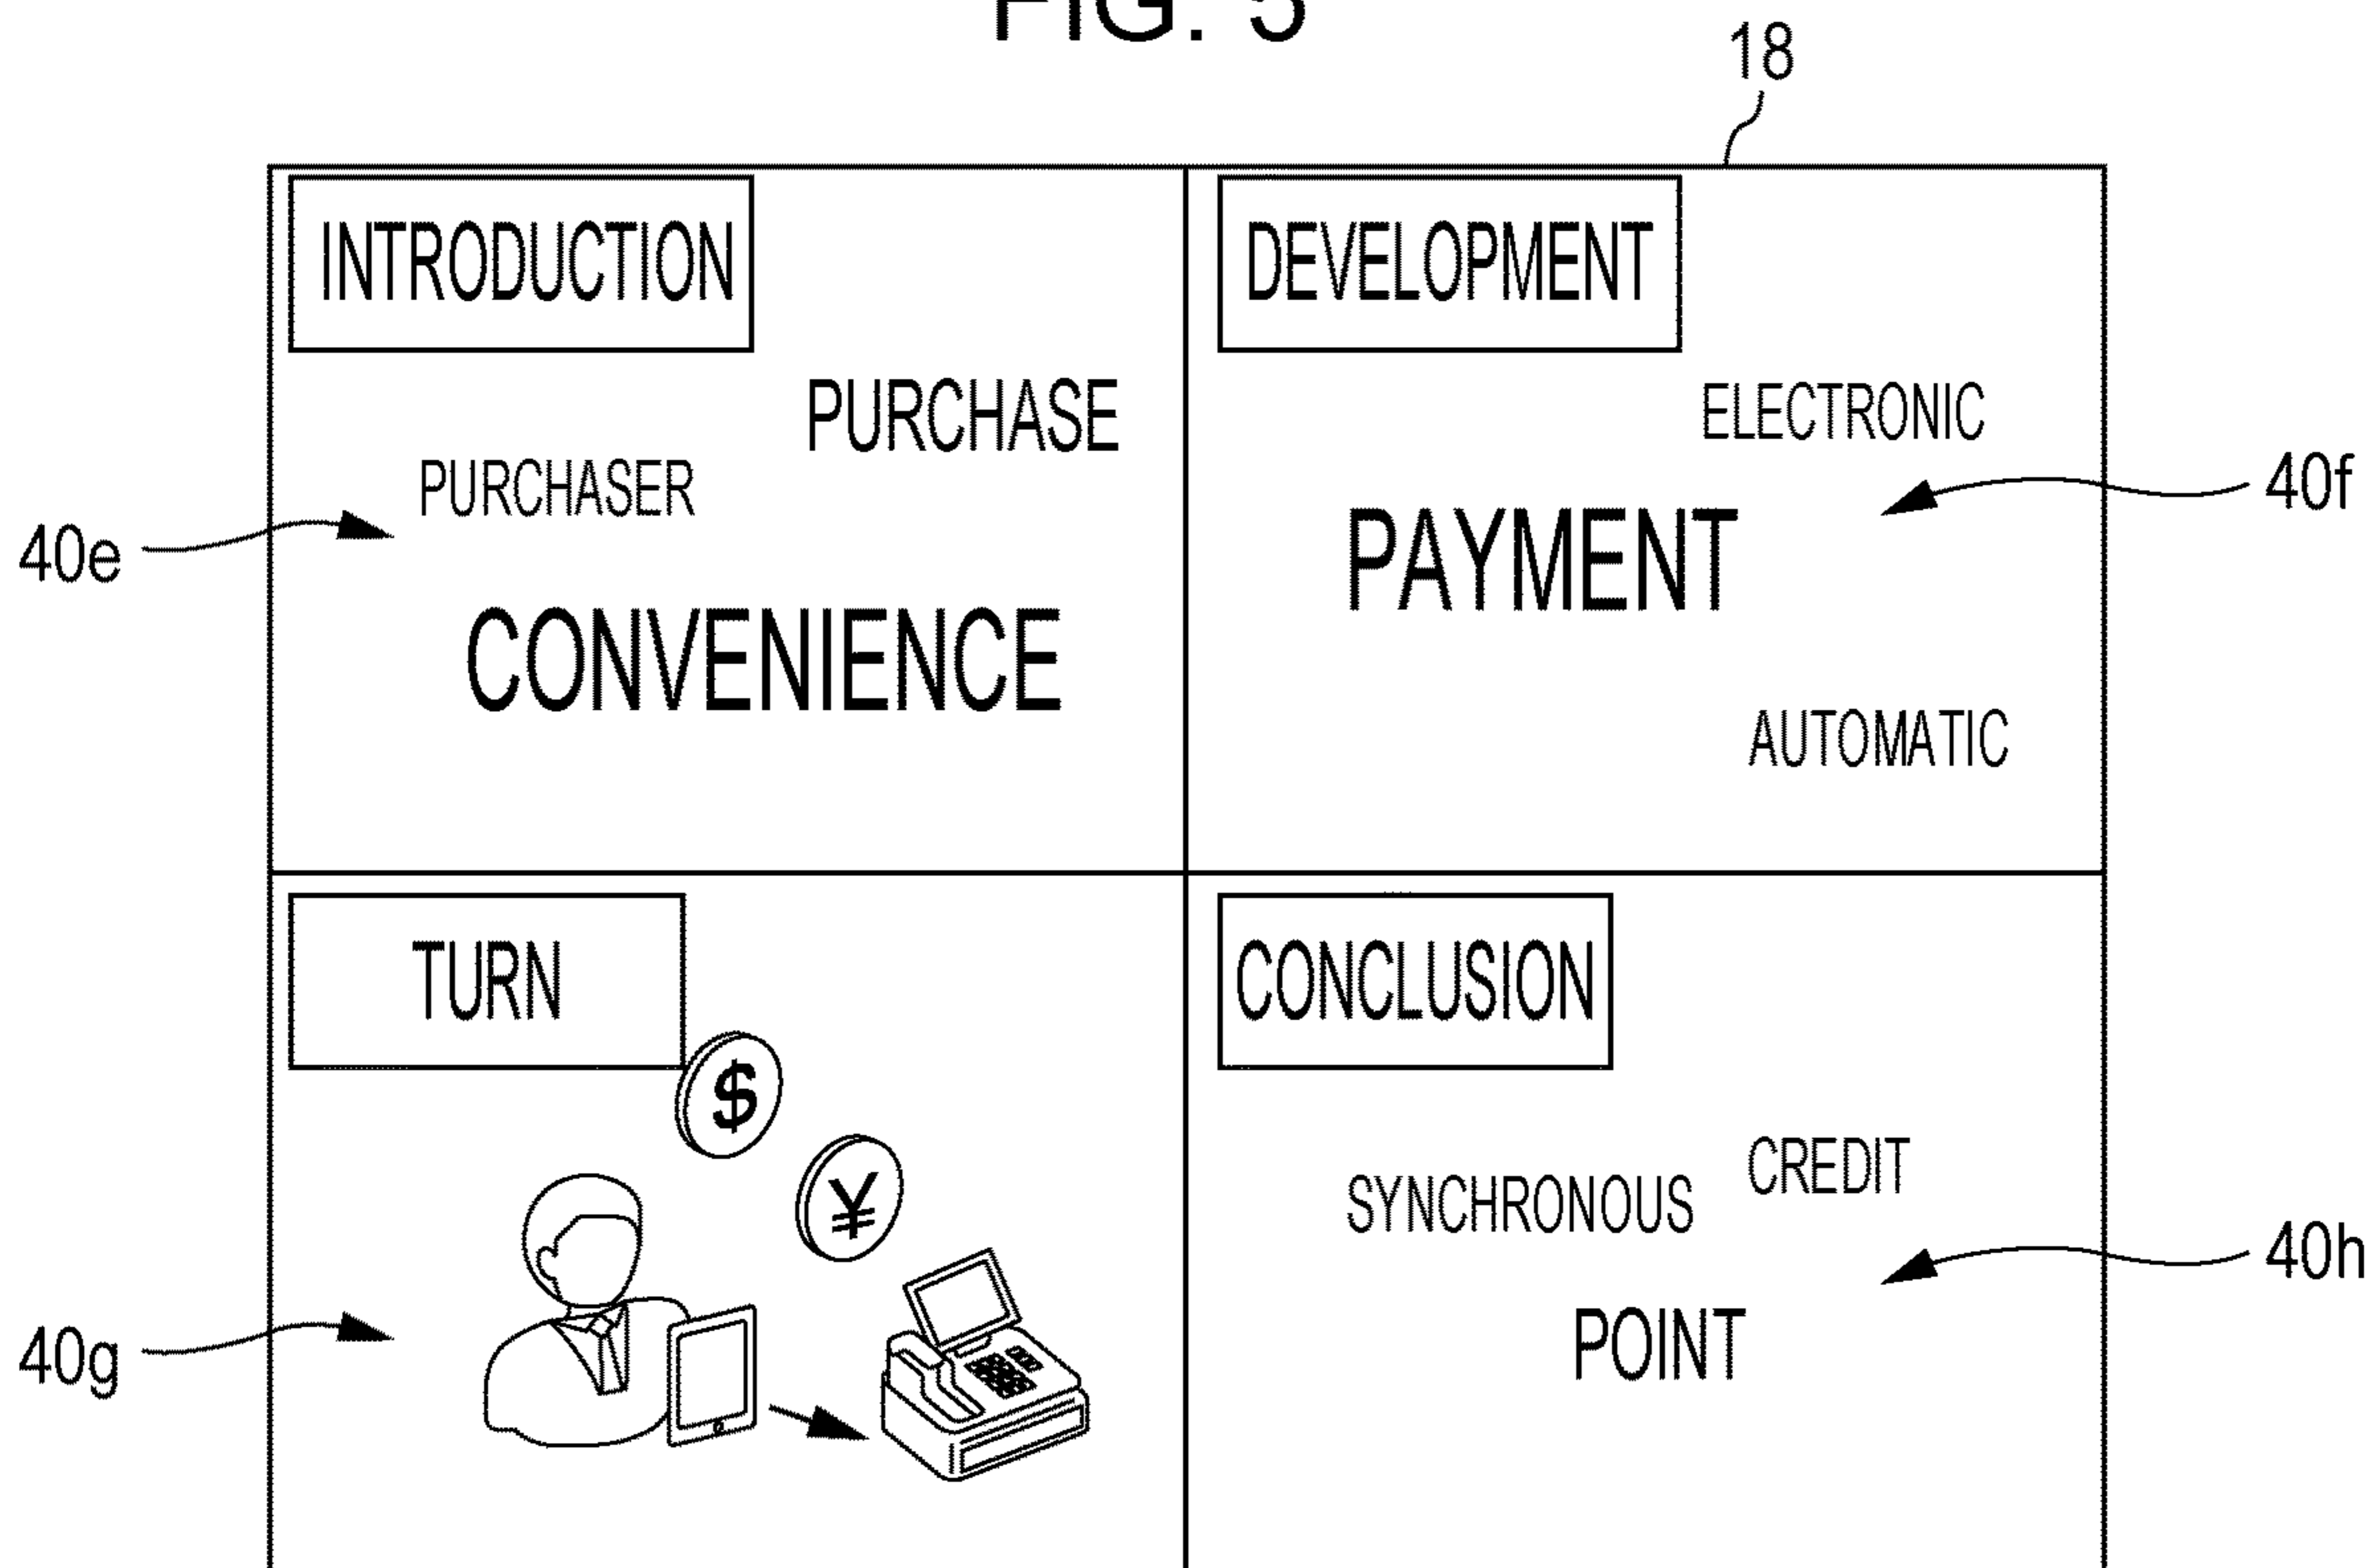 FIG. 5
18
INTRODUCTION
PURCHASE
PURCHASER
CONVENIENCE
40e
DEVELOPMENT
ELECTRONIC
PAYMENT
AUTOMATIC
40f
TURN
$
¥
40g
CONCLUSION
CREDIT
SYNCHRONOUS
POINT
40h